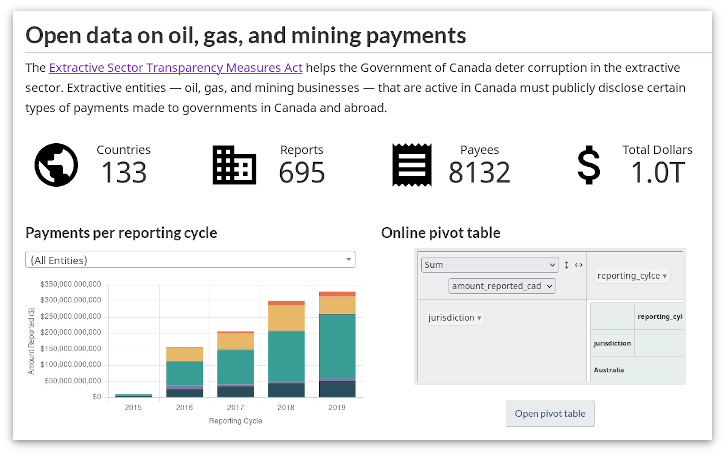 Open data on oil, gas, and mining payments
The Extractive Sector Transparency Measures Act helps the Government of Canada deter corruption in the extractive
sector. Extractive entities — oil, gas, and mining businesses — that are active in Canada must publicly disclose certain
types of payments made to governments in Canada and abroad.
Countries
133
Reports
695
Payees
8132
Total Dollars
1.0T
Payments per reporting cycle
(All Entities)
Amount Reported ($)
$350,000,000,000
$300,000,000,000
$250,000,000,000
$200,000,000,000
$150,000,000,000
$100,000,000,000
$50,000,000,000
$0
2015 2016 2017 2018 2019
Reporting Cycle
Online pivot table
Sum
amount_reported_cad
reporting_cylce
jurisdiction
reporting_cyl
jurisdiction
Australia
Open pivot table